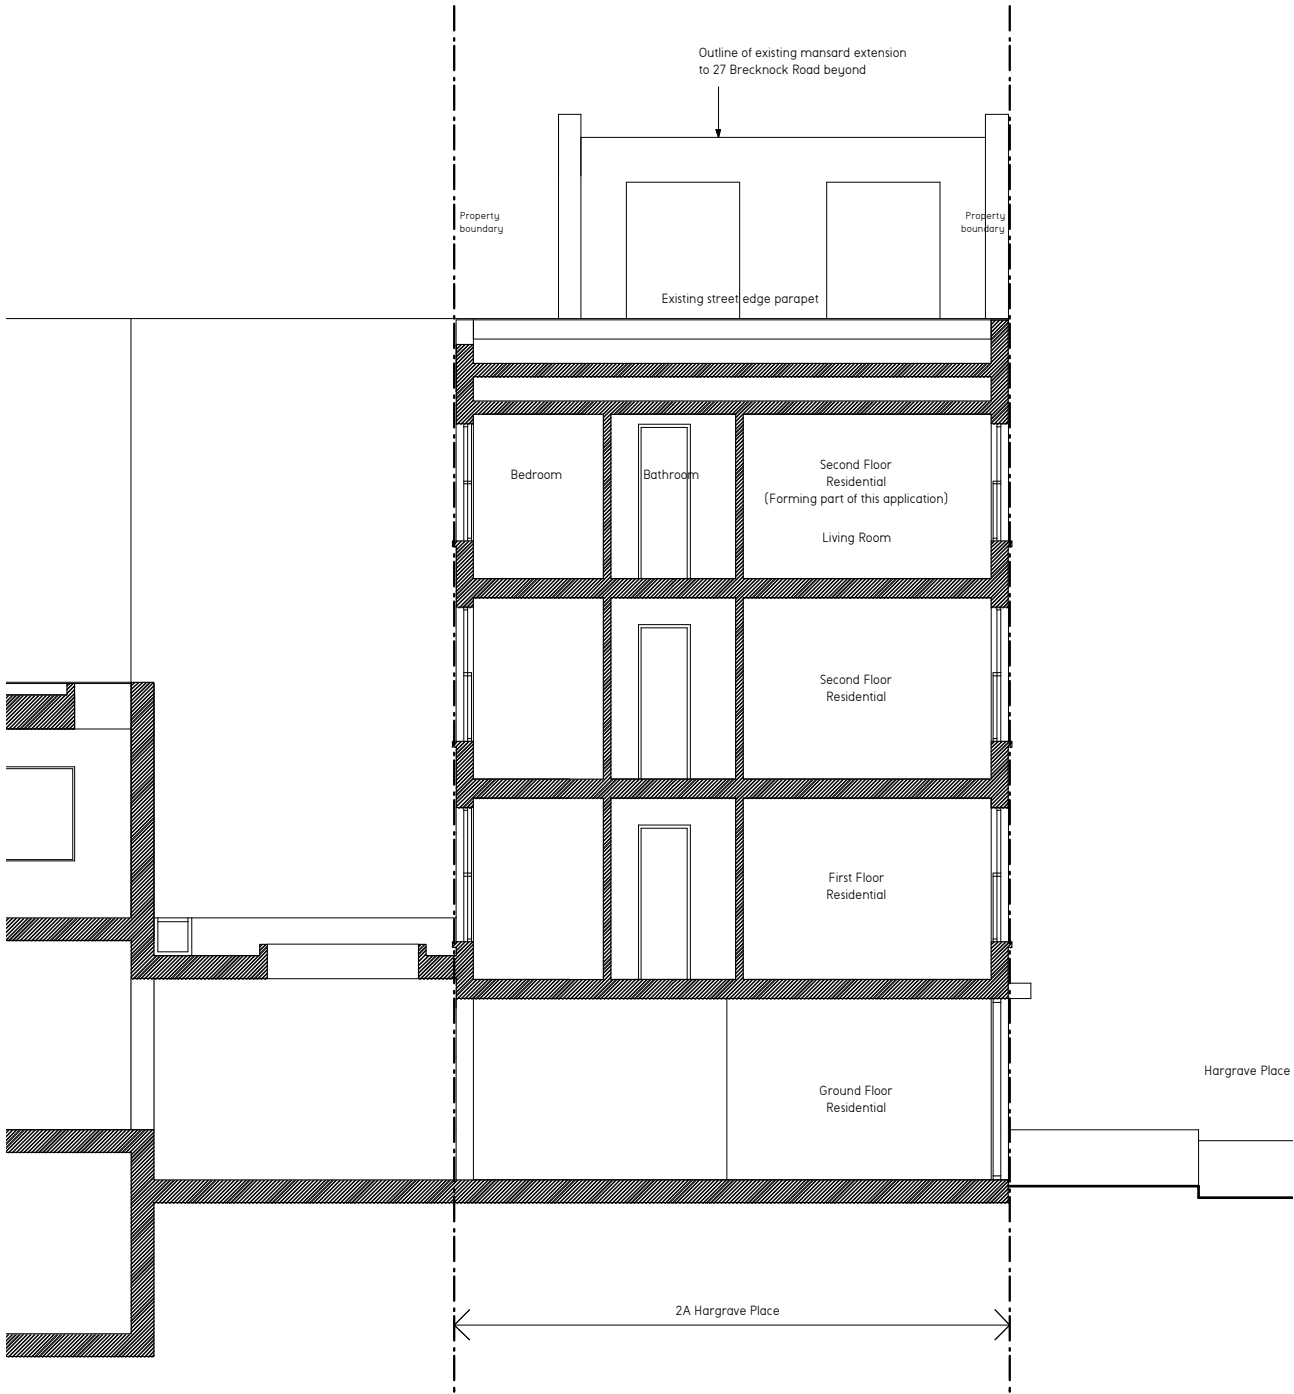 Outline of existing mansard extension
to 27 Brecknock Road beyond
Property
boundary
Property
boundary
Existing street edge parapet
Bedroom
Bathroom
Second Floor
Residential
(Forming part of this application)
Living Room
Second Floor
Residential
First Floor
Residential
Hargrave Place
Ground Floor
Residential
2A Hargrave Place